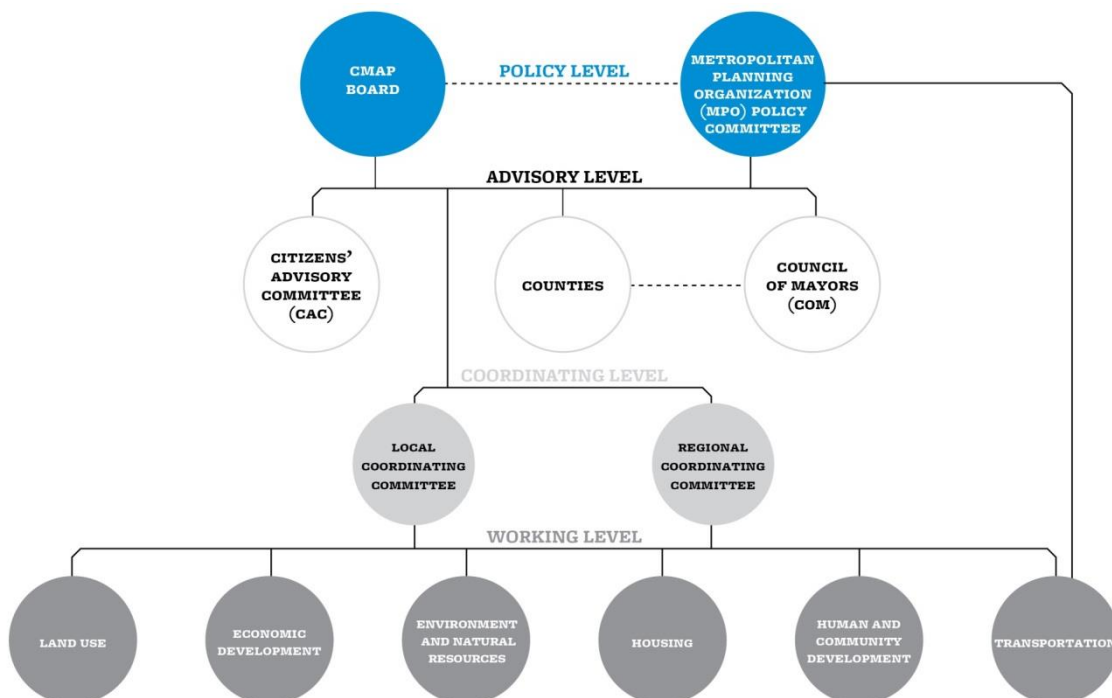 CMAP
BOARD
POLICY LEVEL
METROPOLITAN
PLANNING
ORGANIZATION
(MPO) POLICY
COMMITTEE
ADVISORY LEVEL
CITIZENS’
ADVISORY
COMMITTEE
(CAC)
COUNTIES
COUNCIL
OF MAYORS
(COM)
COORDINATING LEVEL
LOCAL
COORDINATING
COMMITTEE
REGIONAL
COORDINATING
COMMITTEE
WORKING LEVEL
LAND USE
ECONOMIC
DEVELOPMENT
ENVIRONMENT
AND NATURAL
RESOURCES
HOUSING
HUMAN AND
COMMUNITY
DEVELOPMENT
TRANSPORTATION